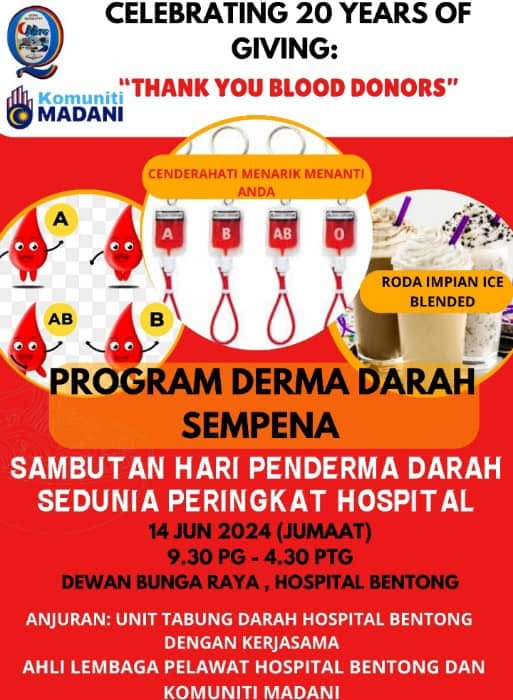 CELEBRATING 20 YEARS OF
GIVING:
“THANK YOU BLOOD DONORS”
Komuniti
MADANI
CENDERAHATI MENARIK MENANTI
ANDA
A
B
AB
O
A
AB
B
RODA IMPIAN ICE
BLENDED
PROGRAM DERMA DARAH
SEMPENA
SAMBUTAN HARI PENDERMA DARAH
SEDUNIA PERINGKAT HOSPITAL
14 JUN 2024 (JUMAAT)
9.30 PG - 4.30 PTG
DEWAN BUNGA RAYA , HOSPITAL BENTONG
ANJURAN: UNIT TABUNG DARAH HOSPITAL BENTONG
DENGAN KERJASAMA
AHLI LEMBAGA PELAWAT HOSPITAL BENTONG DAN
KOMUNITI MADANI